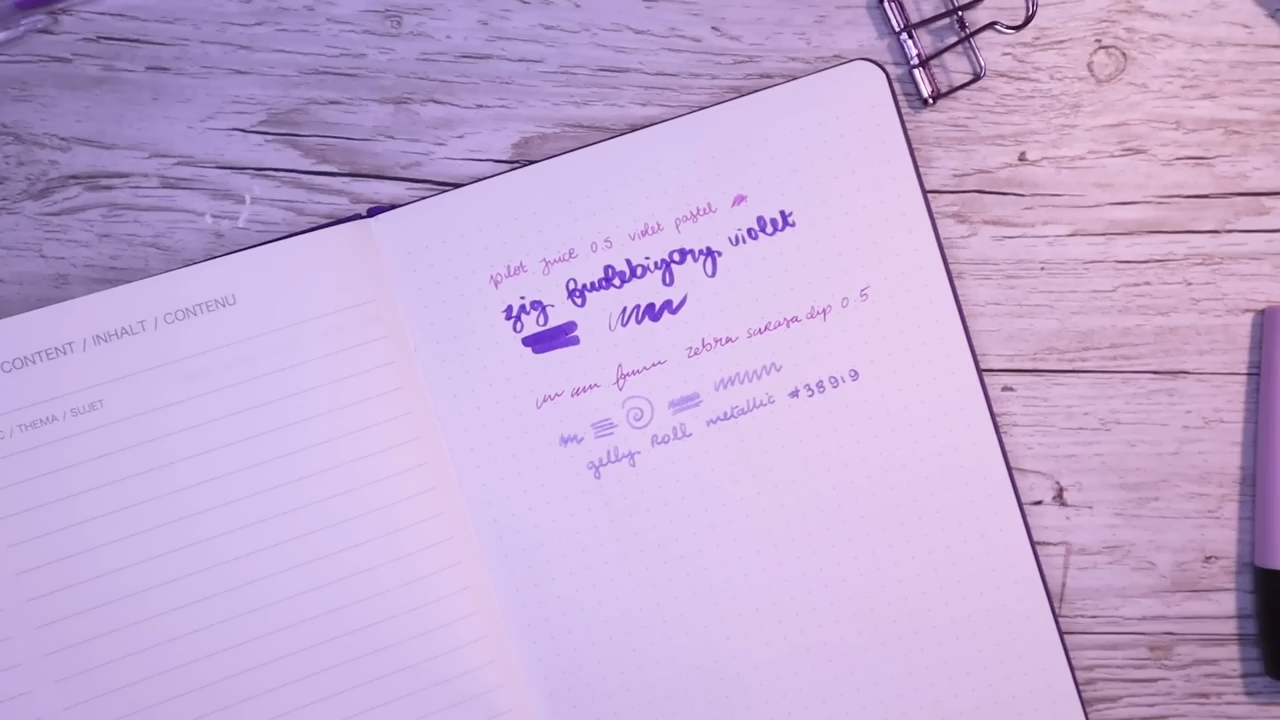 CONTENT / INHALT / CONTENU
C / THEMA / SUJET
pilot juice 0.5 violet pastel
zig fudebiyory violet
zebra sarasa dip 0.5
gelly Roll metallic #38919